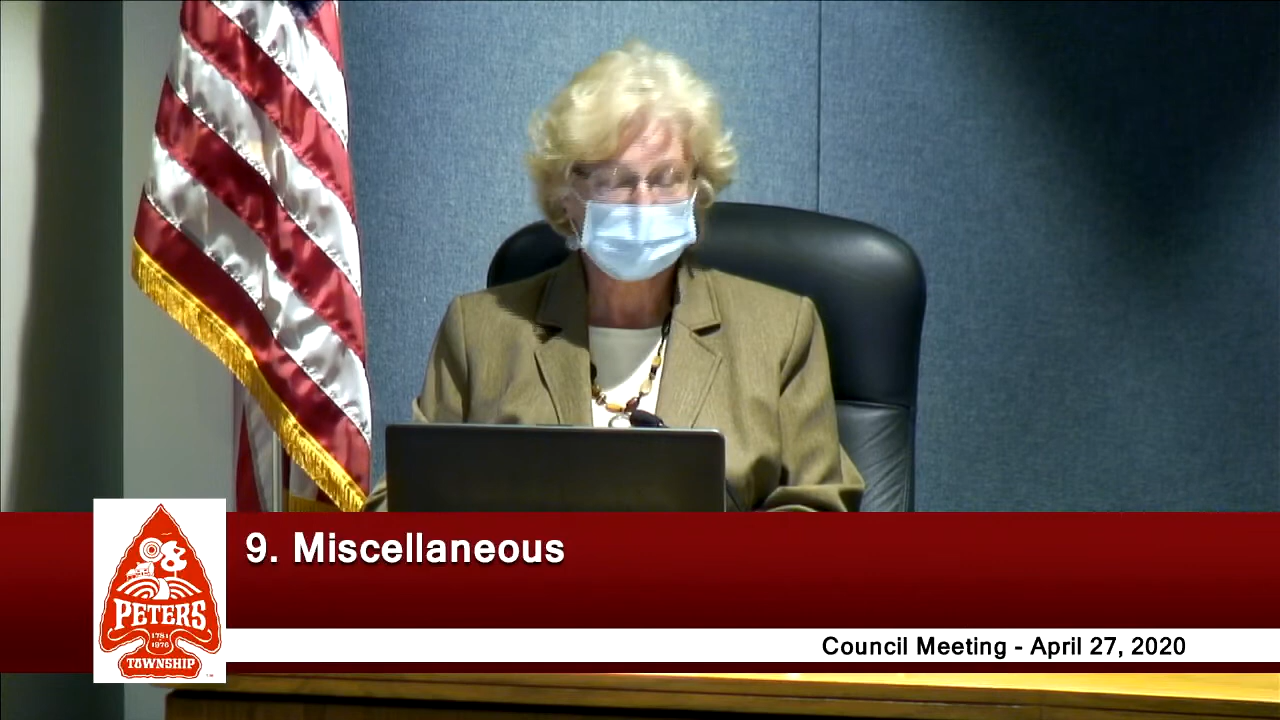 9. Miscellaneous
Council Meeting - April 27, 2020
PETERS
1781
1976
TOWNSHIP